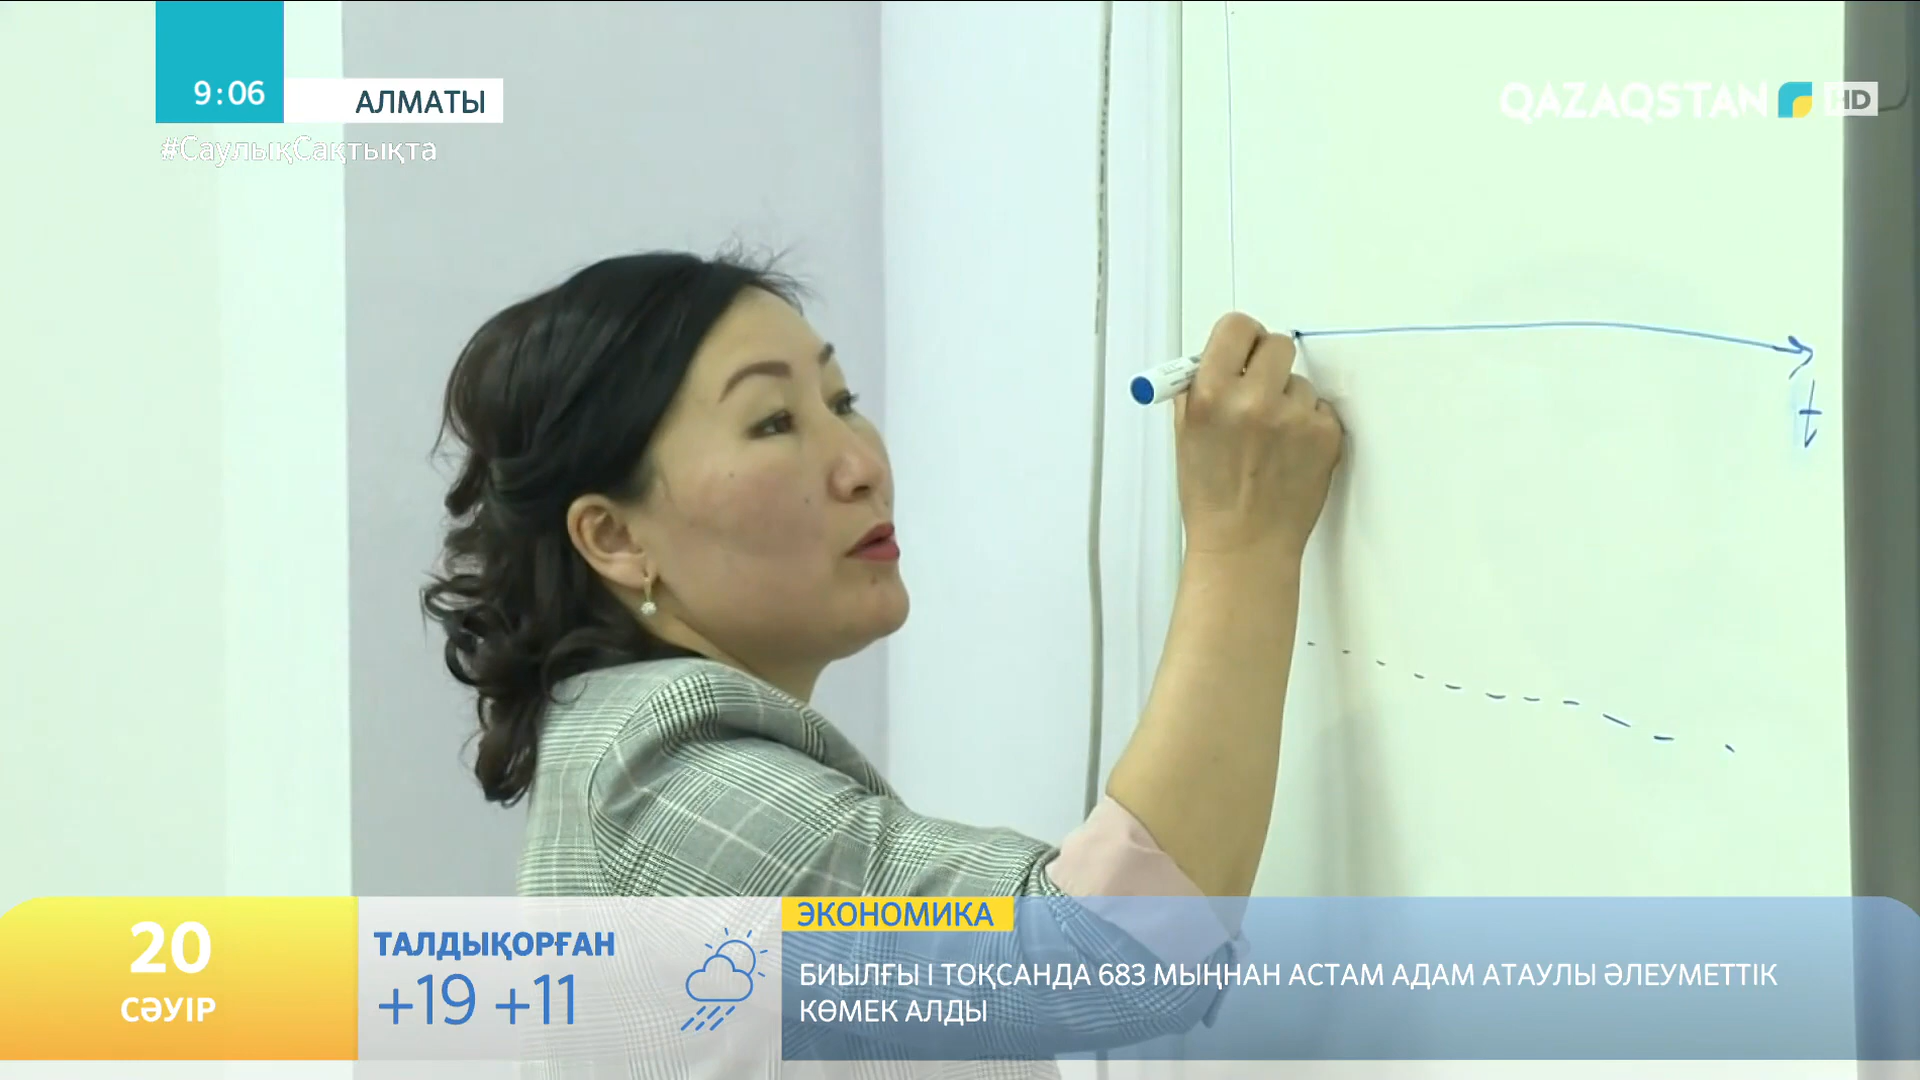 9:06
АЛМАТЫ
#СаулықСақтықта
QAZAQSTAN HD
t
20
СӘУІР
ТАЛДЫҚОРҒАН
+19 +11
ЭКОНОМИКА
БИЫЛҒЫ І ТОҚСАНДА 683 МЫҢНАН АСТАМ АДАМ АТАУЛЫ ӘЛЕУМЕТТІК
КӨМЕК АЛДЫ